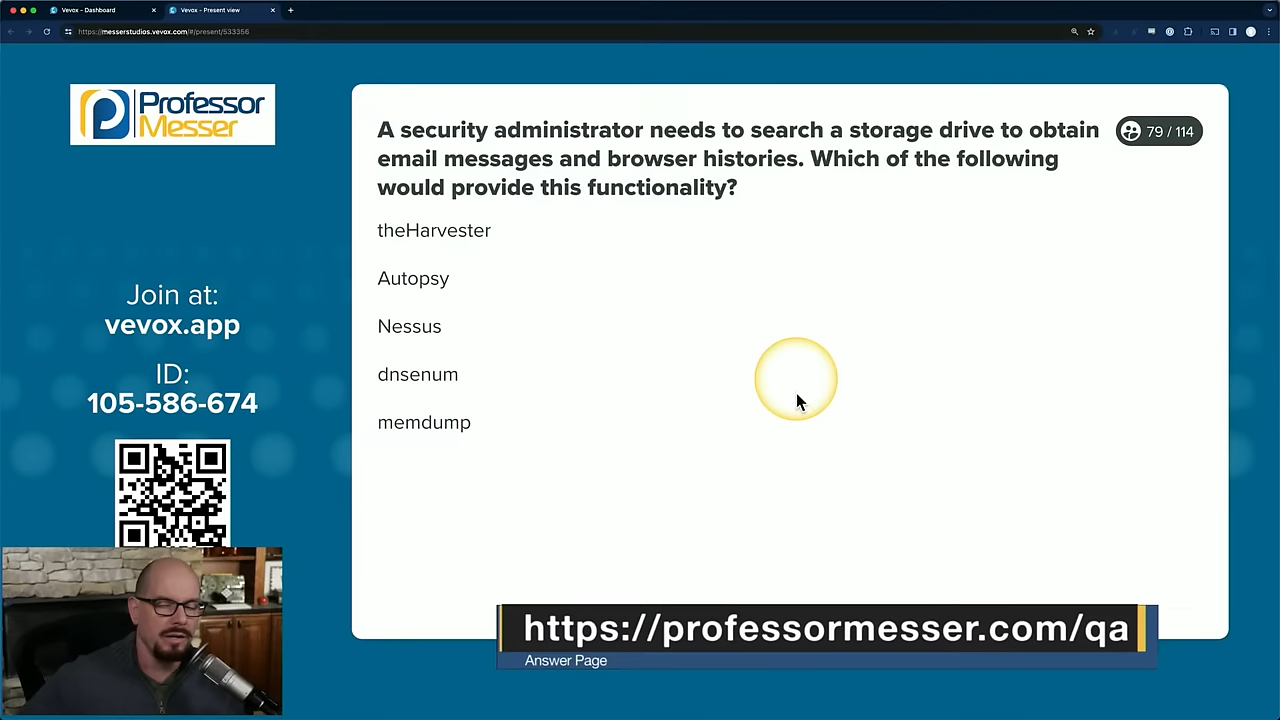 Vevox - Dashboard
Vevox - Present view
https://messerstudios.vevox.com/#/present/533356
Professor
Messer
A security administrator needs to search a storage drive to obtain
email messages and browser histories. Which of the following
would provide this functionality?
79 / 114
theHarvester
Autopsy
Nessus
dnsenum
memdump
Join at:
vevox.app
ID:
105-586-674
https://professormesser.com/qa
Answer Page